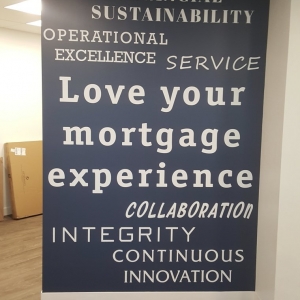 SUSTAINABILITY
OPERATIONAL
EXCELLENCE SERVICE
Love your
mortgage
experience
COLLABORATION
INTEGRITY
CONTINUOUS
INNOVATION